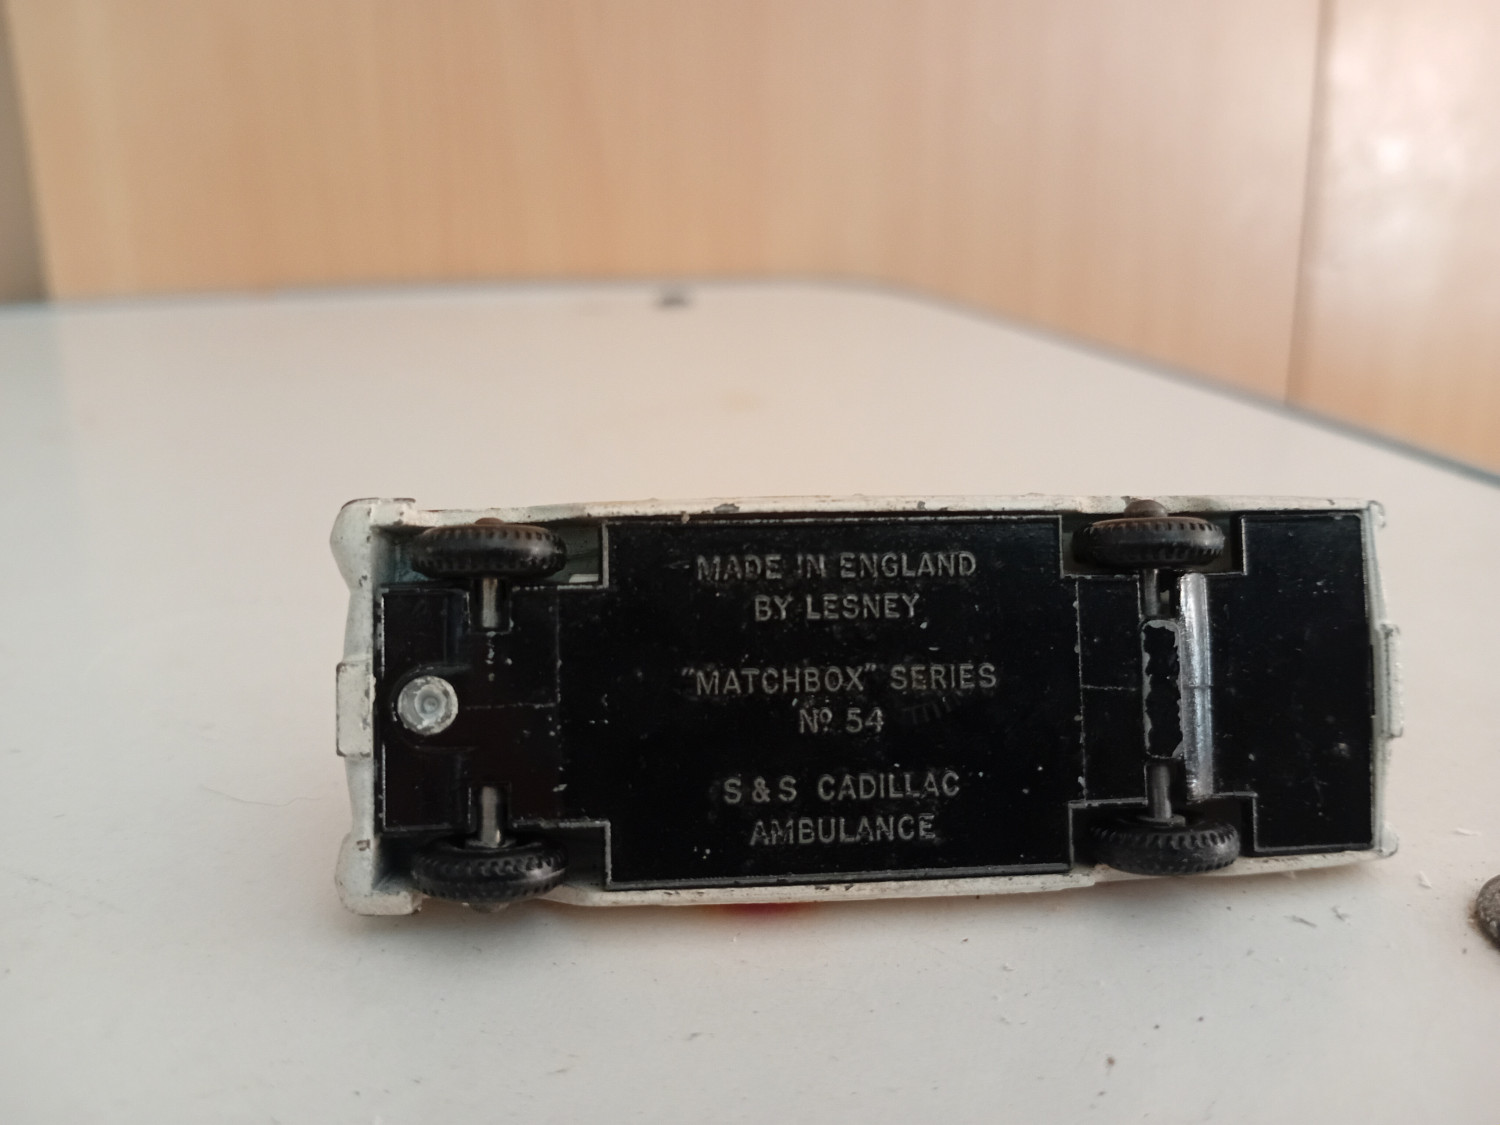 MADE IN ENGLAND
BY LESNEY
"MATCHBOX" SERIES
Nº 54
S & S CADILLAC
AMBULANCE